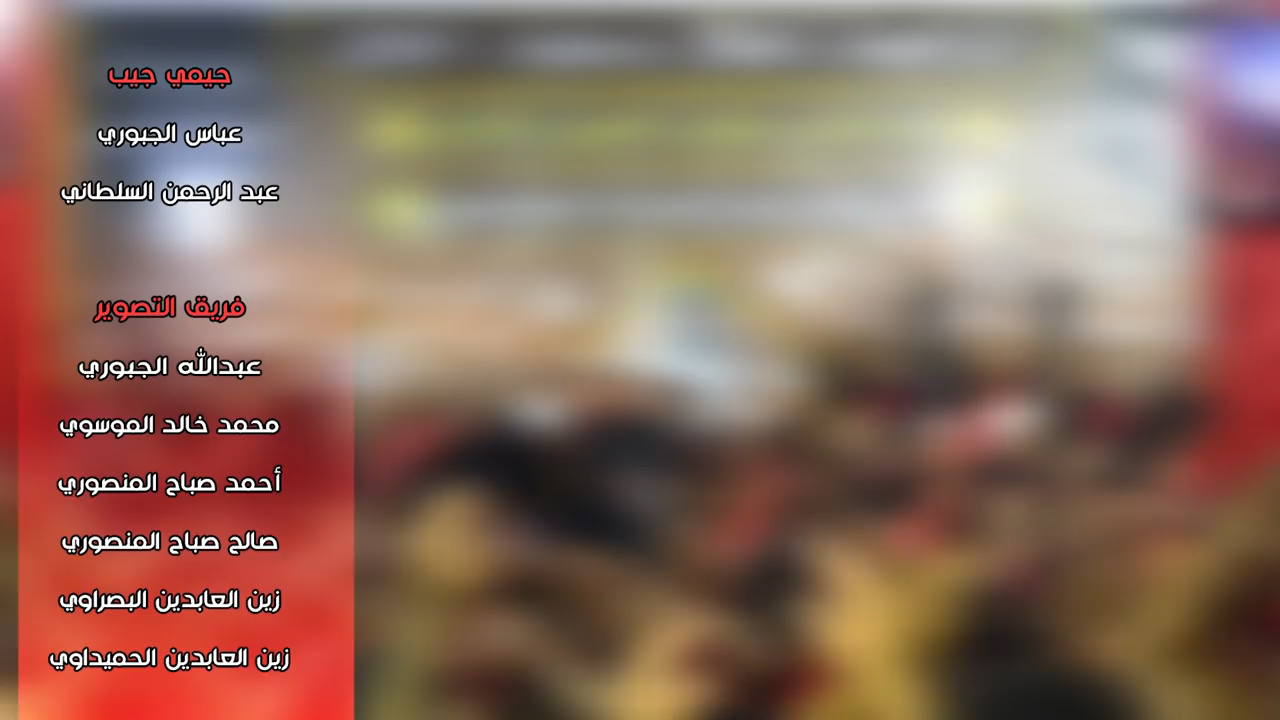 جيمي جيب
عباس الجبوري
عبد الرحمن السلطاني
فريق التصوير
عبدالله الجبوري
محمد خالد الموسوي
أحمد صباح المنصوري
صالح صباح المنصوري
زين العابدين البصراوي
زين العابدين الحميداوي